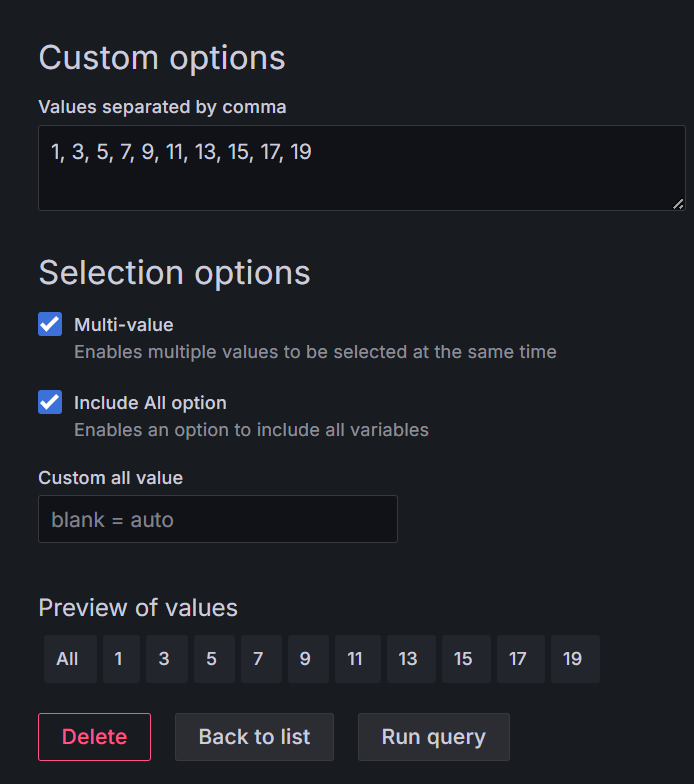 Custom options
Values separated by comma
1, 3, 5, 7, 9, 11, 13, 15, 17, 19
Selection options
Multi-value
Enables multiple values to be selected at the same time
Include All option
Enables an option to include all variables
Custom all value
blank = auto
Preview of values
All 1 3 5 7 9 11 13 15 17 19
Delete Back to list Run query